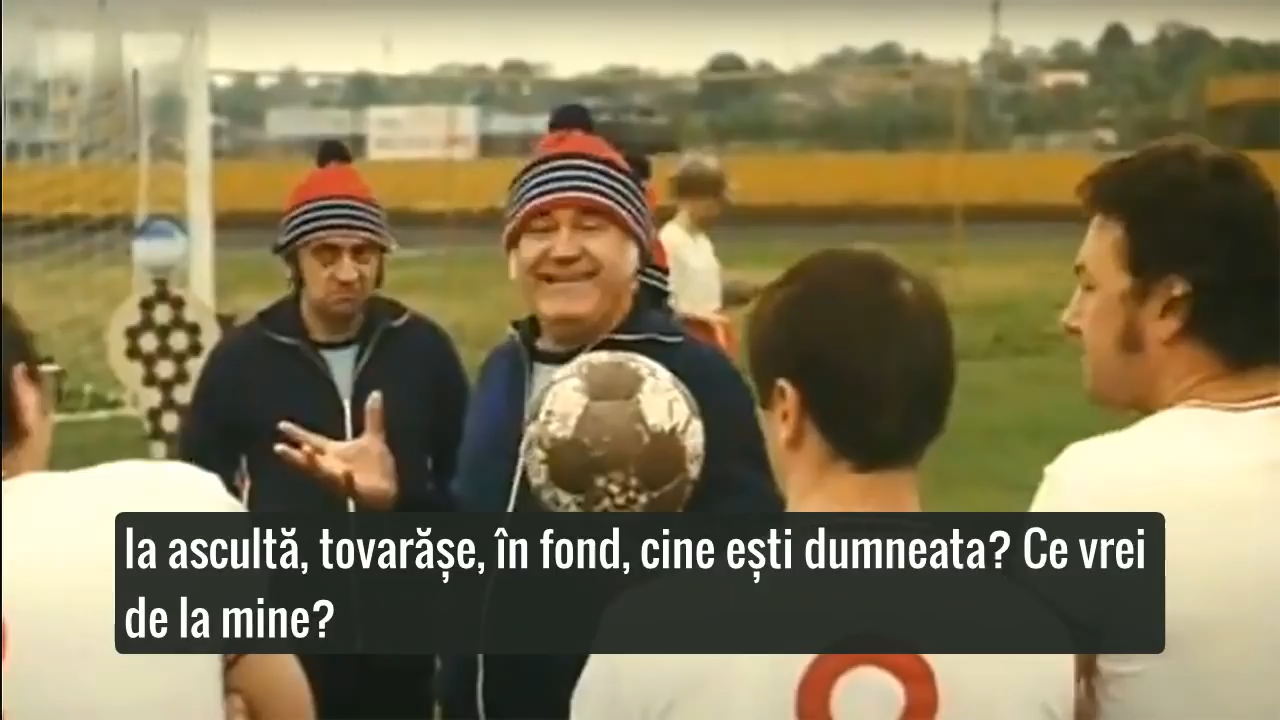 Ia ascultă, tovarășe, în fond, cine ești dumneata? Ce vrei
de la mine?